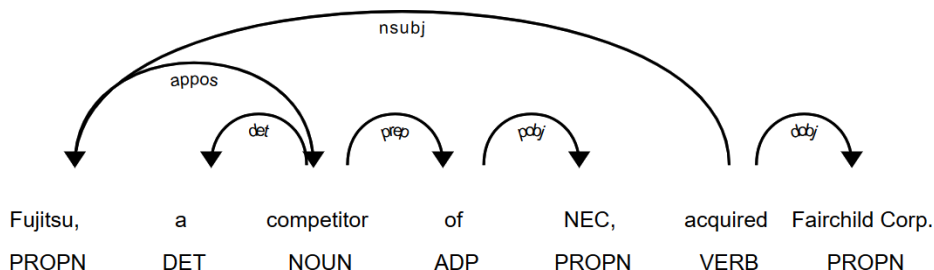 nsubj
appos
det prep pobj dobj
Fujitsu, a competitor of NEC, acquired Fairchild Corp.
PROPN DET NOUN ADP PROPN VERB PROPN